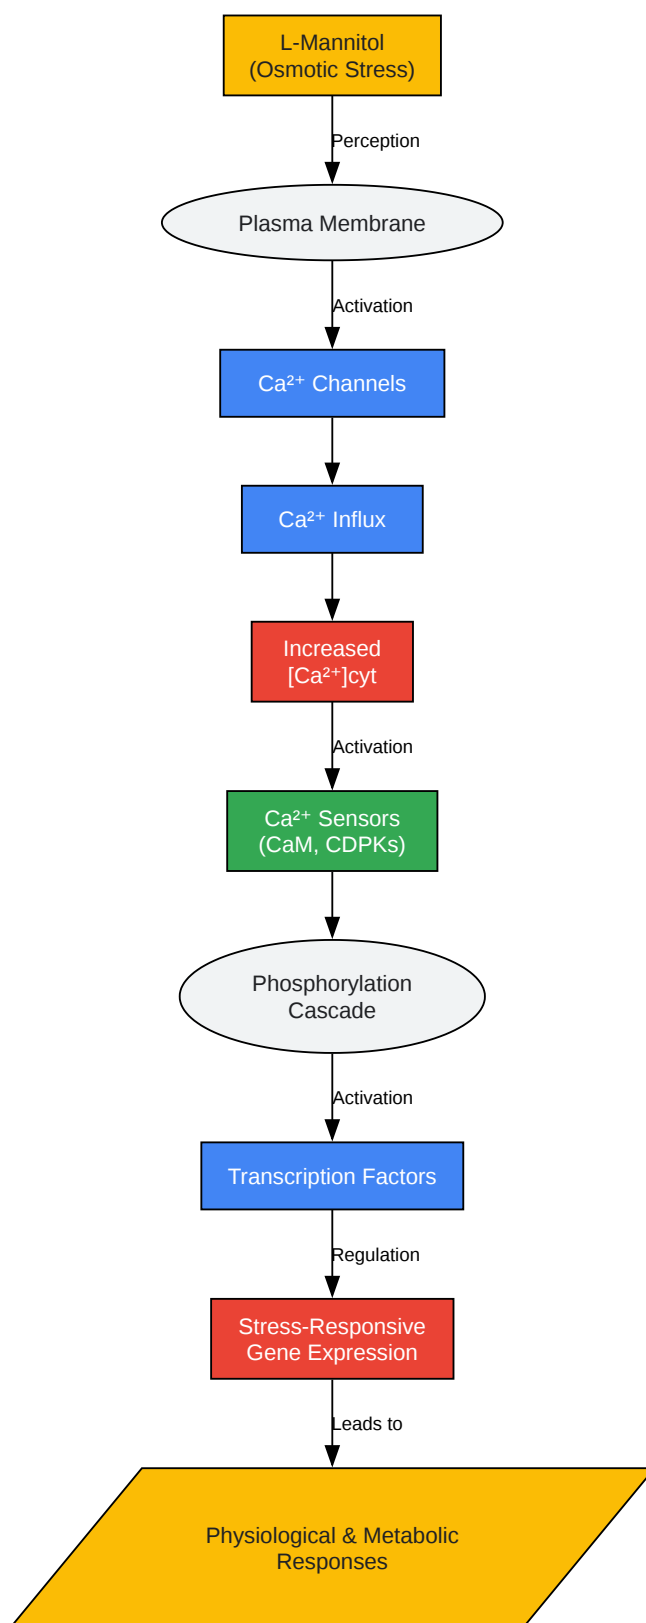 L-Mannitol
(Osmotic Stress)
Perception
Plasma Membrane
Activation
Ca²⁺ Channels
Ca²⁺ Influx
Increased
[Ca²⁺]cyt
Activation
Ca²⁺ Sensors
(CaM, CDPKs)
Phosphorylation
Cascade
Activation
Transcription Factors
Regulation
Stress-Responsive
Gene Expression
Leads to
Physiological & Metabolic
Responses